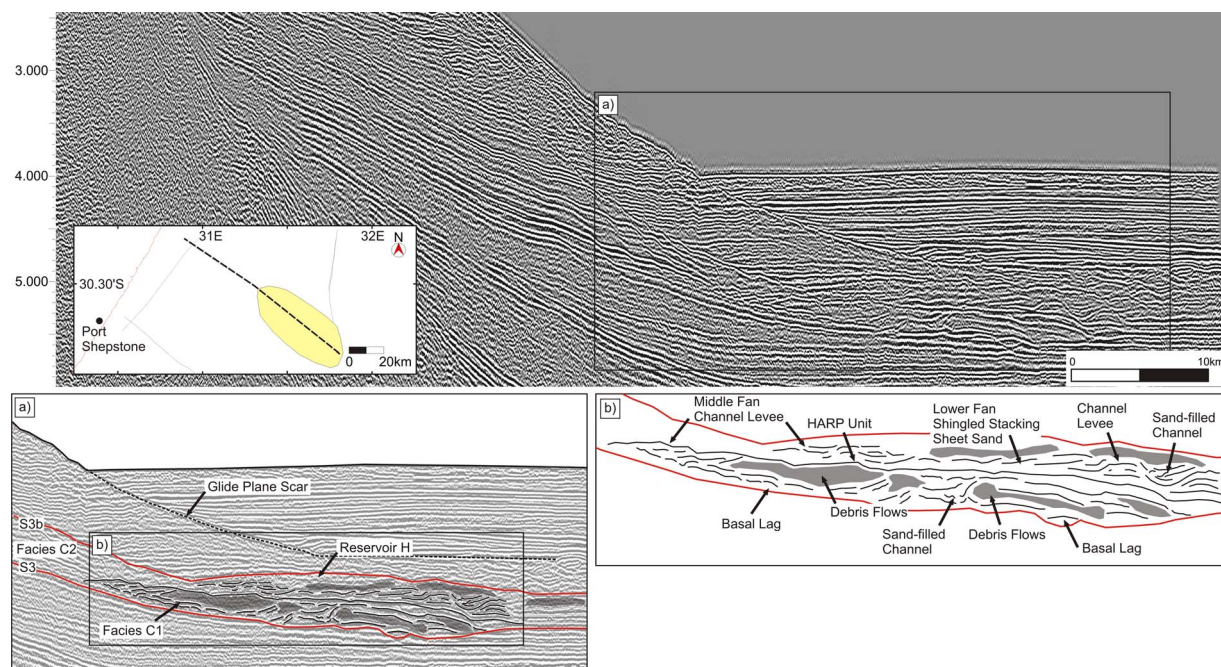 3.000
4.000
5.000
a)
31E
32E
N
30.30'S
Port
Shepstone
0 20km
0 10km
a)
Glide Plane Scar
S3b
Facies C2
S3
b)
Reservoir H
Facies C1
b)
Middle Fan
Channel Levee
HARP Unit
Lower Fan
Shingled Stacking
Sheet Sand
Channel
Levee
Sand-filled
Channel
Basal Lag
Debris Flows
Sand-filled
Channel
Debris Flows
Basal Lag